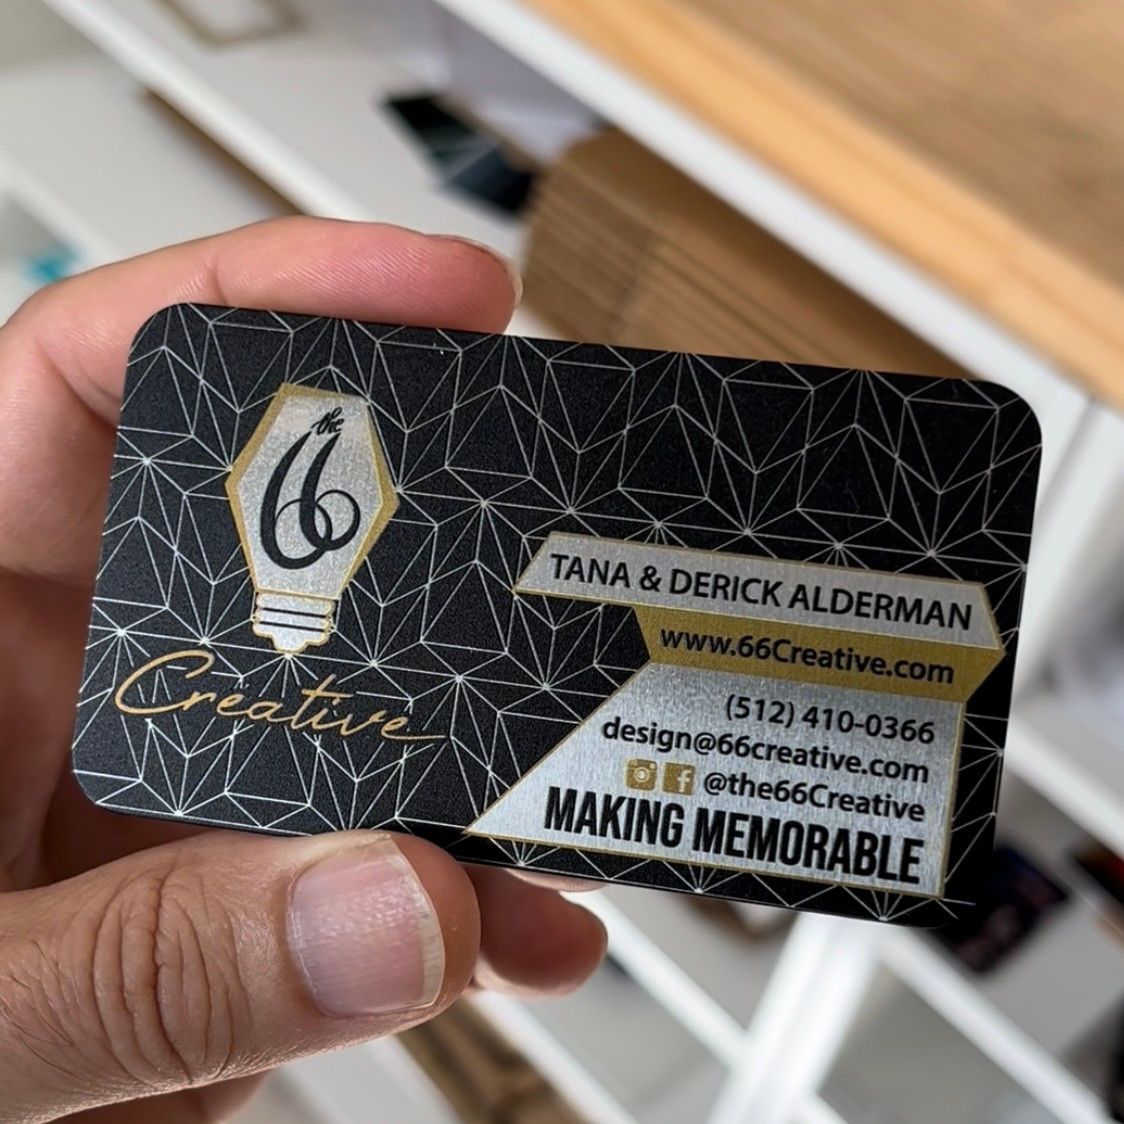 the
66
Creative
TANA & DERICK ALDERMAN
www.66Creative.com
(512) 410-0366
design@66creative.com
@the66Creative
MAKING MEMORABLE